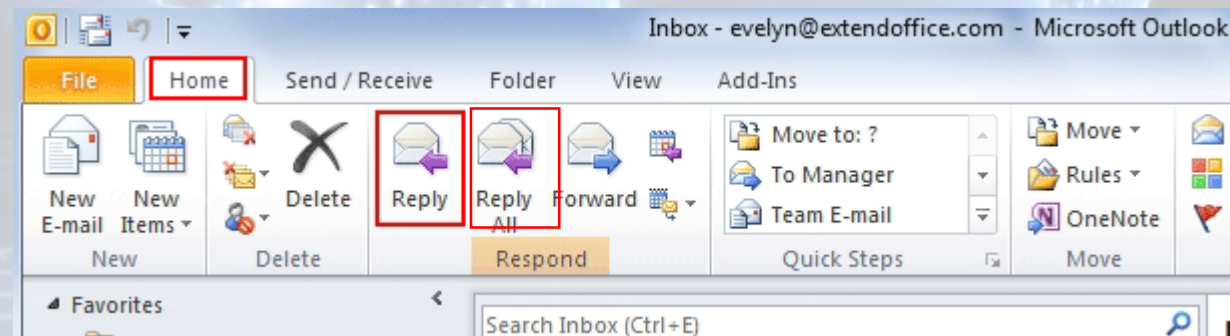 Inbox - evelyn@extendoffice.com - Microsoft Outlook
File Home Send / Receive Folder View Add-Ins
New E-mail
New Items
Delete
Reply
Reply All
Forward
Move to: ?
To Manager
Team E-mail
Move
Rules
OneNote
New Delete Respond Quick Steps Move
Favorites
Search Inbox (Ctrl+E)